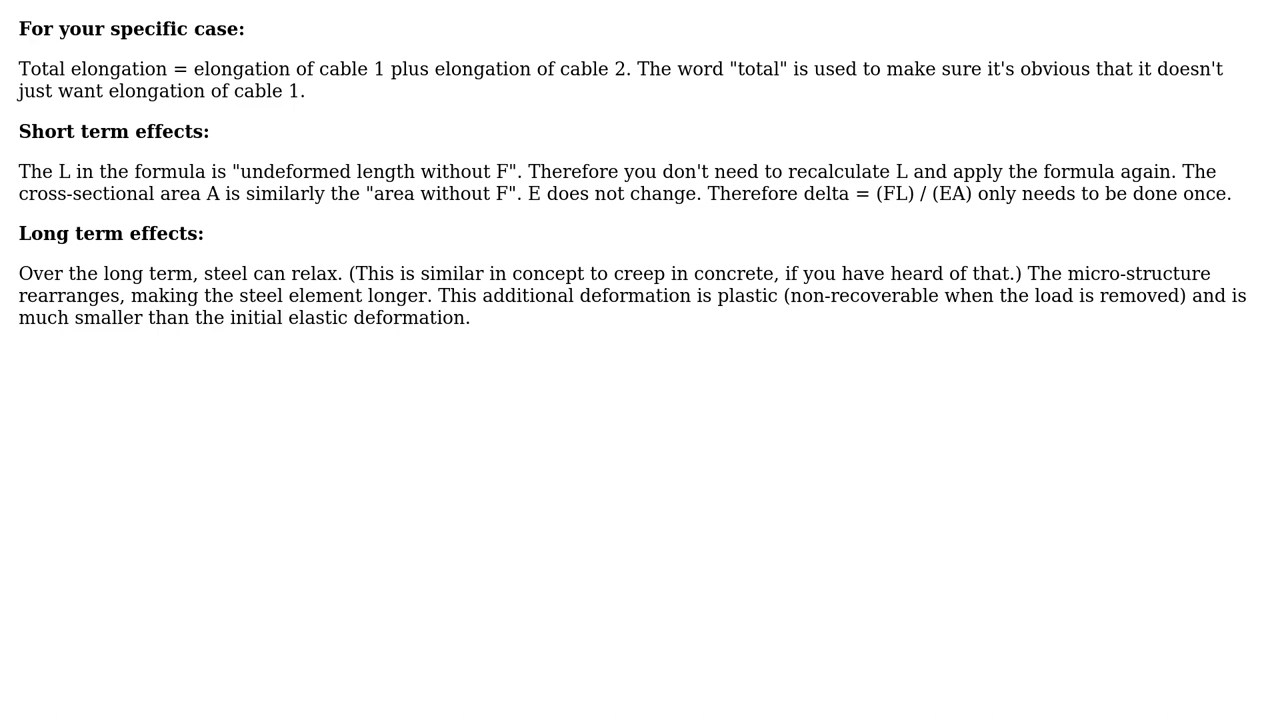 For your specific case:
Total elongation = elongation of cable 1 plus elongation of cable 2. The word "total" is used to make sure it's obvious that it doesn't
just want elongation of cable 1.
Short term effects:
The L in the formula is "undeformed length without F". Therefore you don't need to recalculate L and apply the formula again. The
cross-sectional area A is similarly the "area without F". E does not change. Therefore delta = (FL) / (EA) only needs to be done once.
Long term effects:
Over the long term, steel can relax. (This is similar in concept to creep in concrete, if you have heard of that.) The micro-structure
rearranges, making the steel element longer. This additional deformation is plastic (non-recoverable when the load is removed) and is
much smaller than the initial elastic deformation.